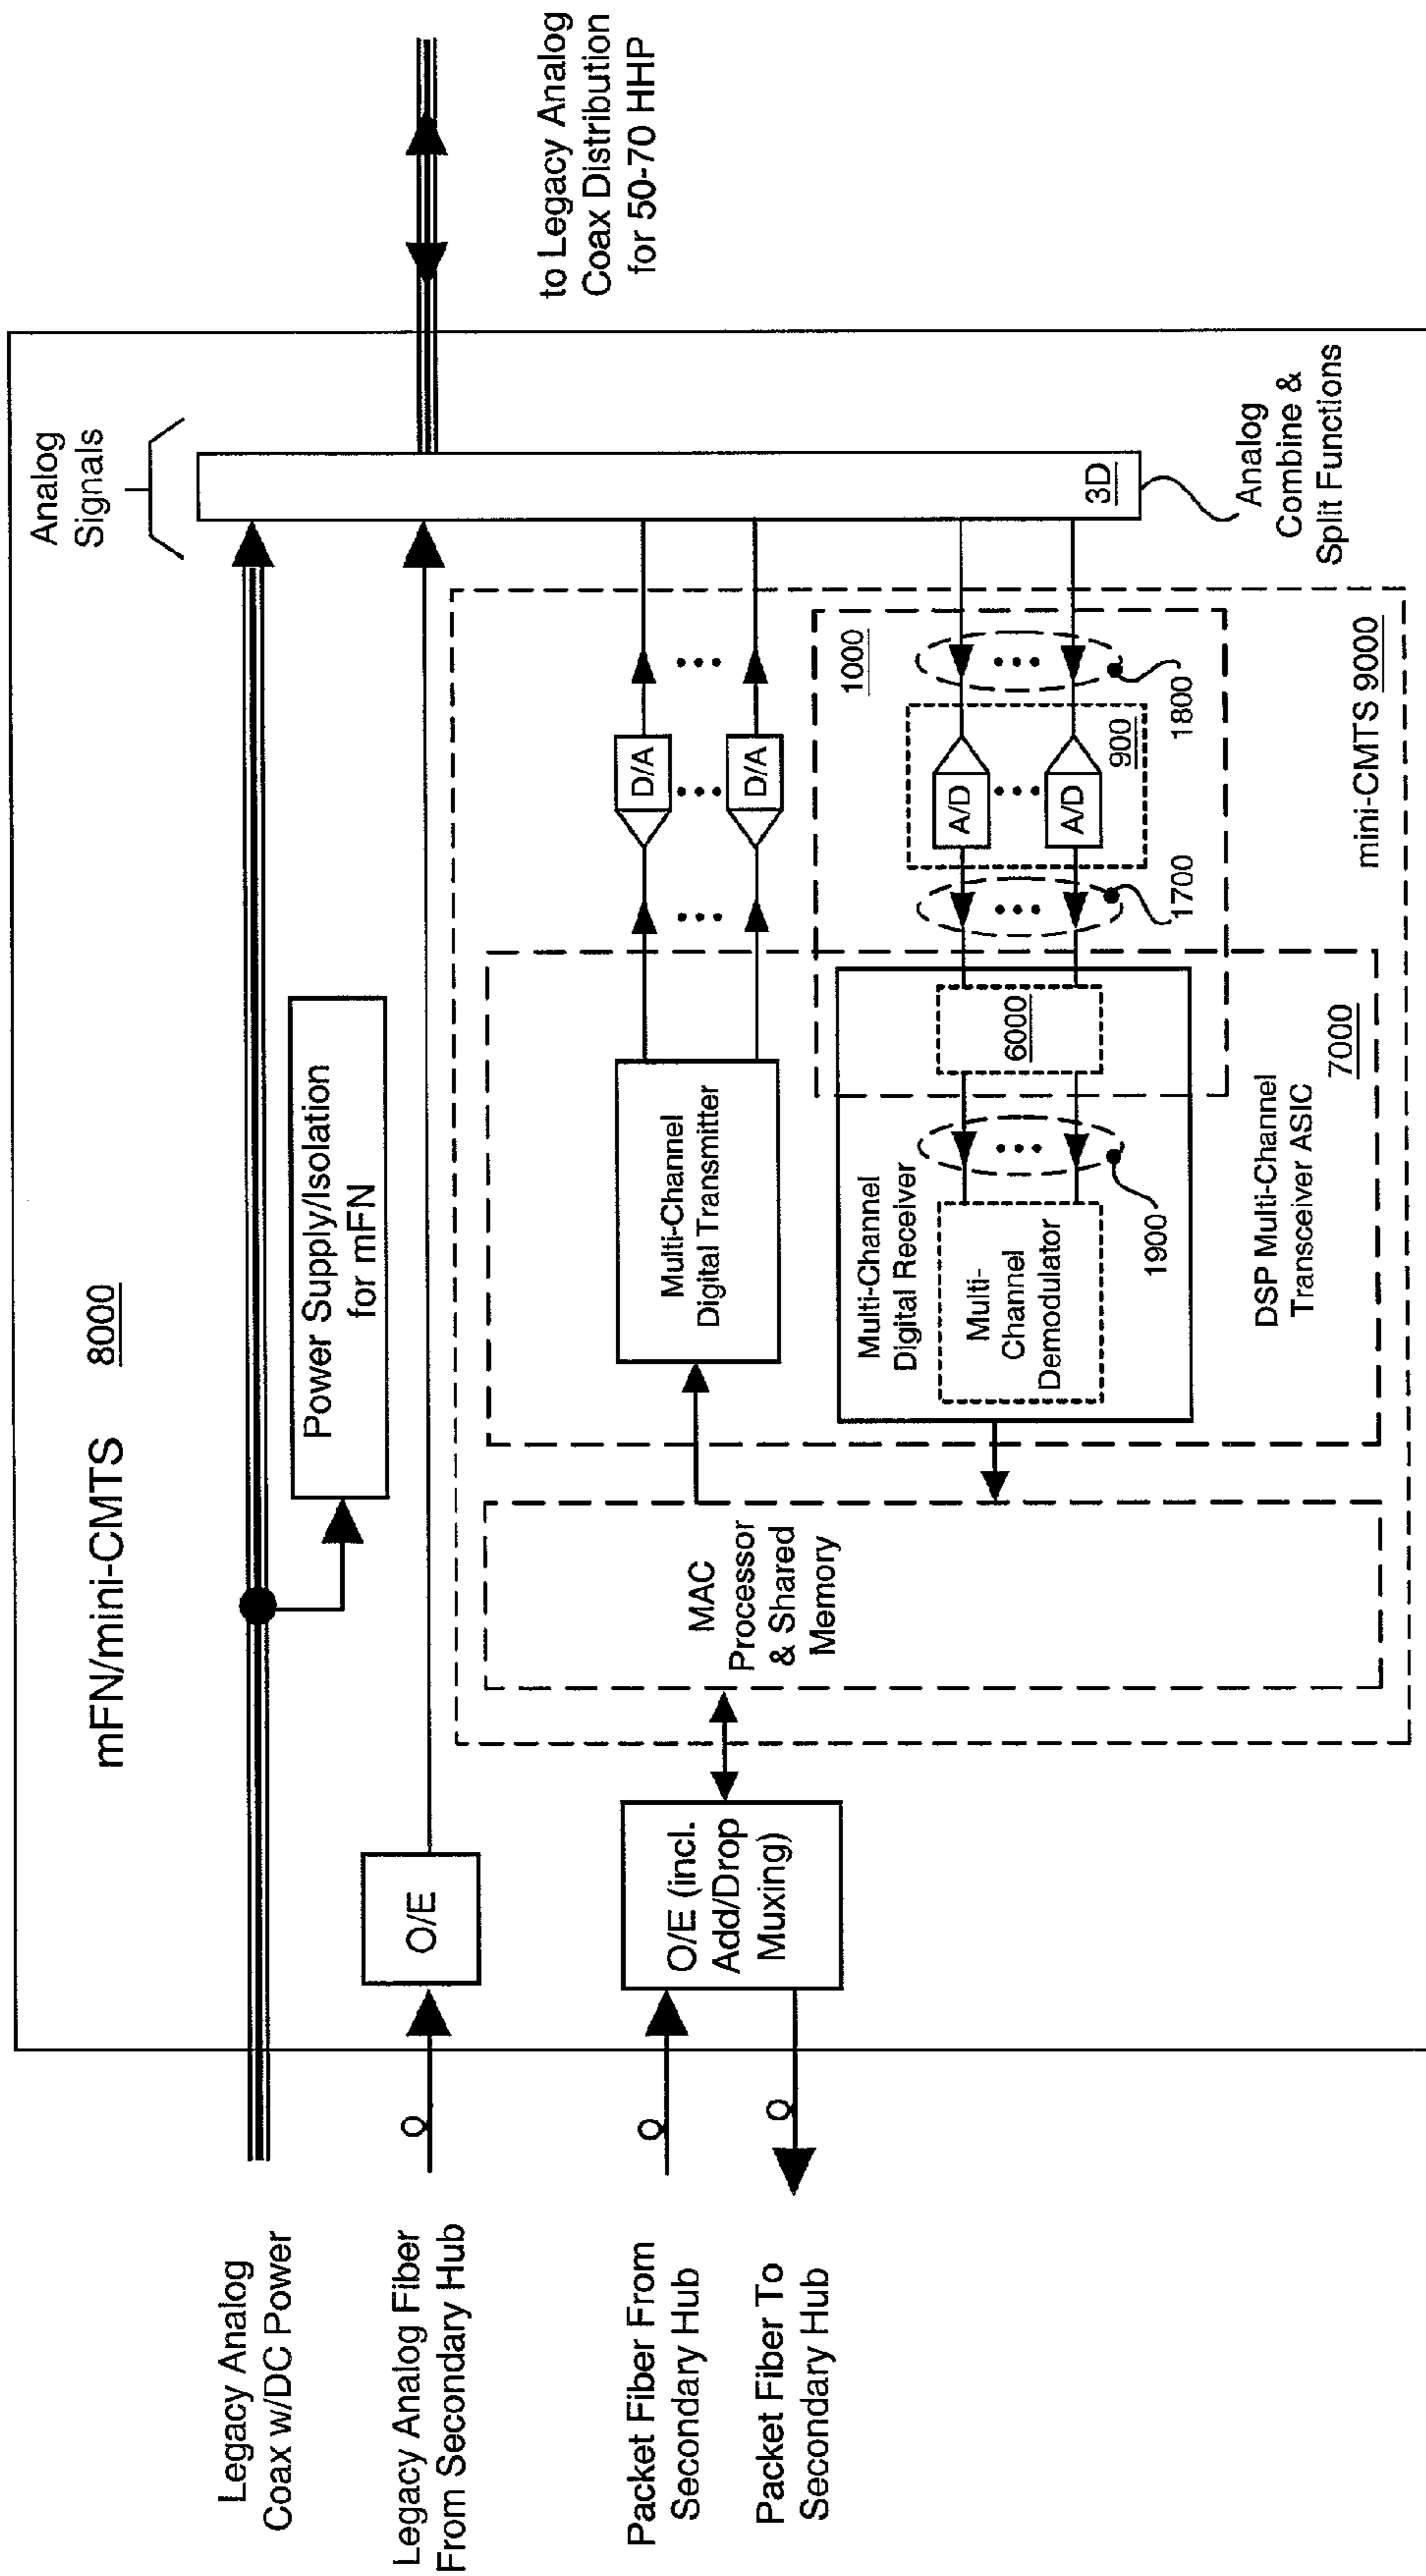 mFN/mini-CMTS 8000
Analog
Signals
Legacy Analog
Coax w/DC Power
Power Supply/Isolation
for mFN
Legacy Analog Fiber
From Secondary Hub
O/E
to Legacy Analog
Coax Distribution
for 50-70 HHP
Packet Fiber From
Secondary Hub
Packet Fiber To
Secondary Hub
O/E (incl.
Add/Drop
Muxing)
MAC
Processor
& Shared
Memory
Multi-Channel
Digital Transmitter
D/A
D/A
Multi-Channel
Digital Receiver
Multi-
Channel
Demodulator
1900
6000
1000
A/D
A/D
900
1700
1800
3D
DSP Multi-Channel
Transceiver ASIC
7000
mini-CMTS 9000
Analog
Combine &
Split Functions